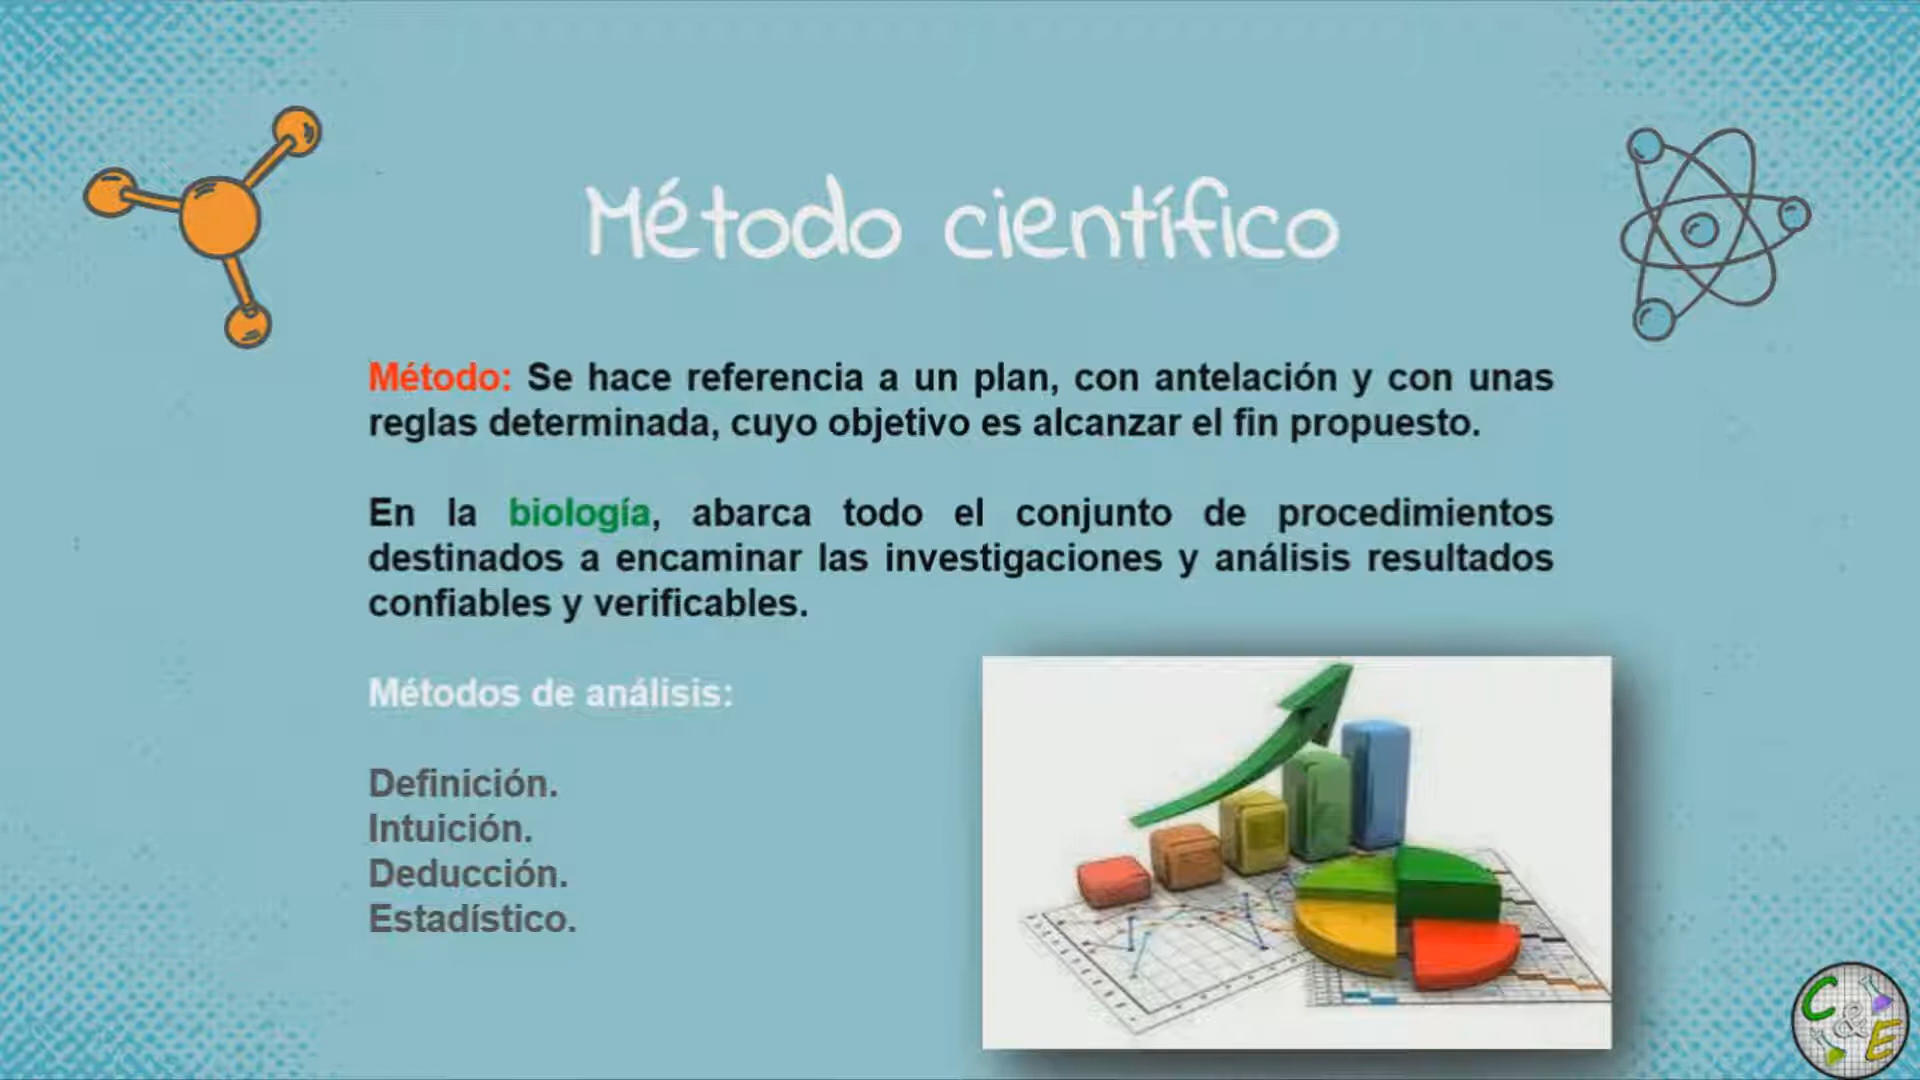 Método científico
Método: Se hace referencia a un plan, con antelación y con unas
reglas determinada, cuyo objetivo es alcanzar el fin propuesto.
En la biología, abarca todo el conjunto de procedimientos
destinados a encaminar las investigaciones y análisis resultados
confiables y verificables.
Métodos de análisis:
Definición.
Intuición.
Deducción.
Estadístico.
C&E